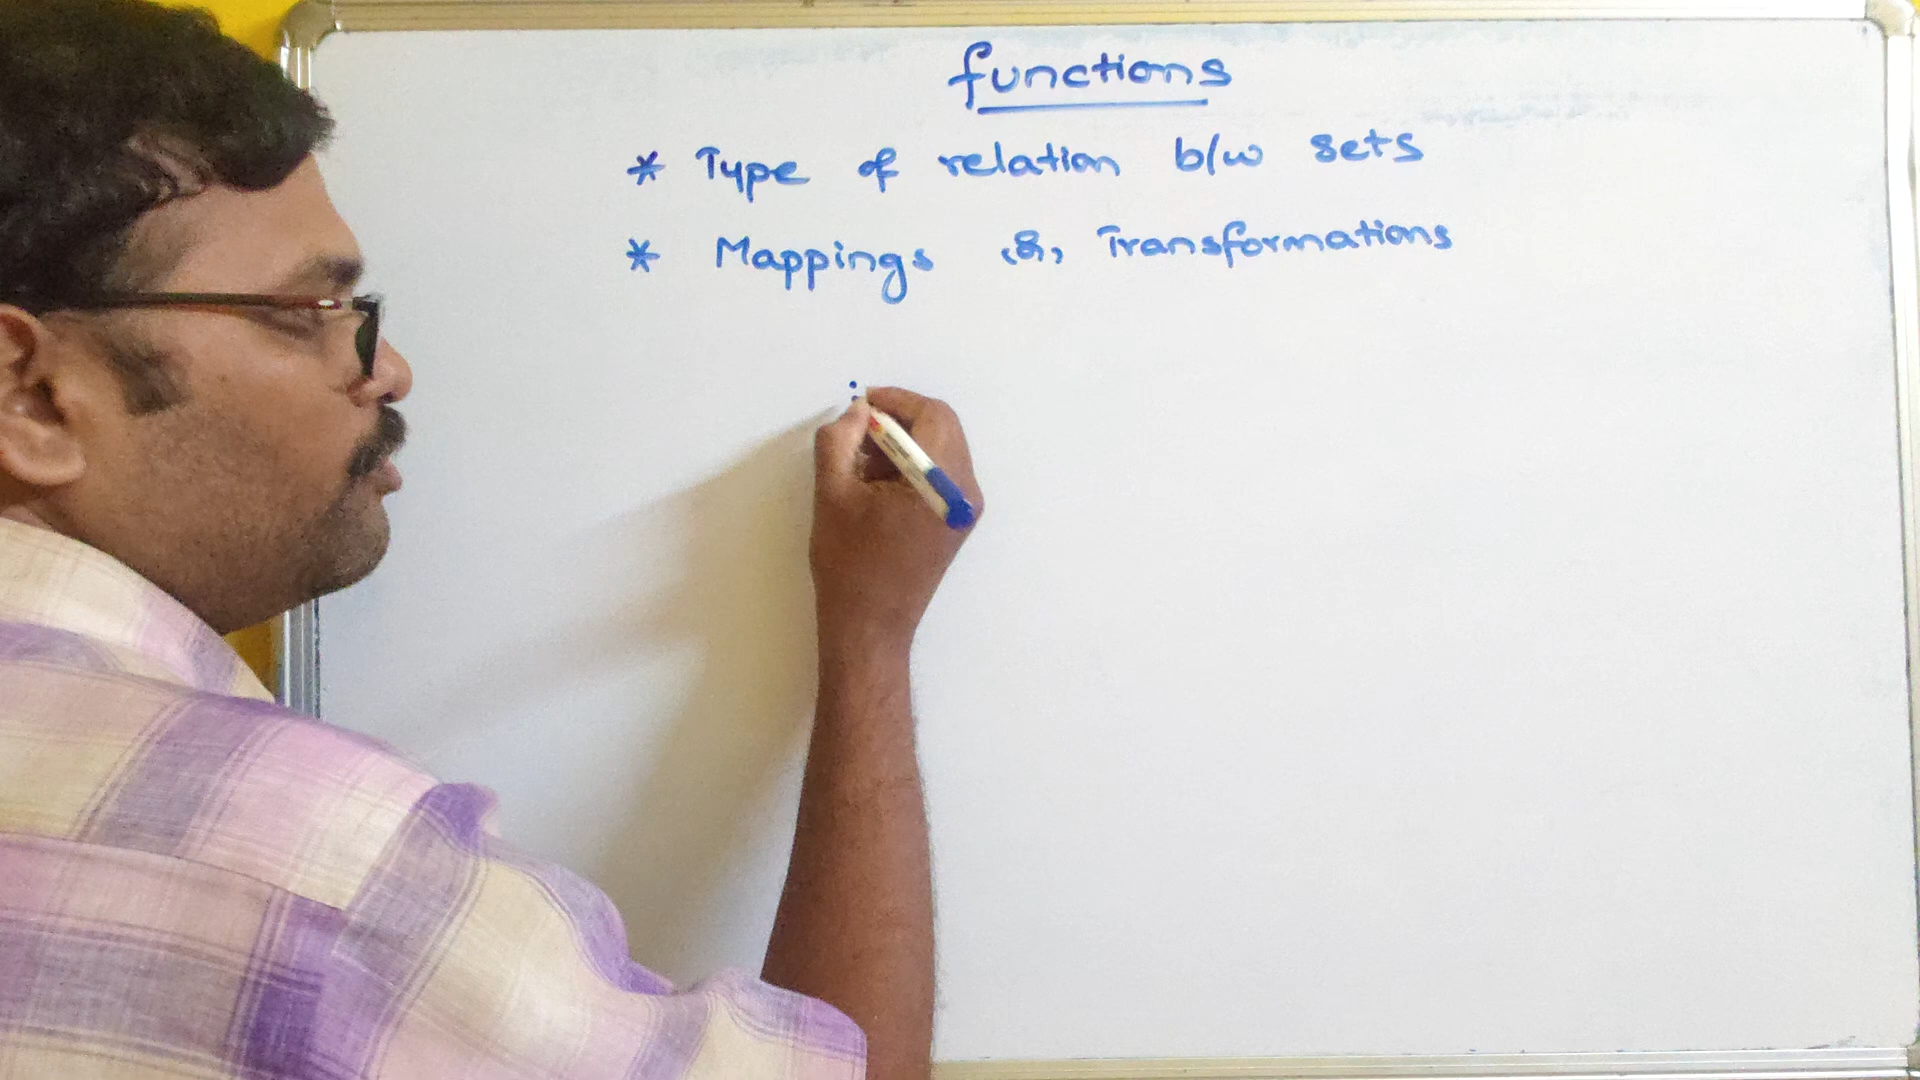 functions
* Type of relation b/w sets
* Mappings & Transformations